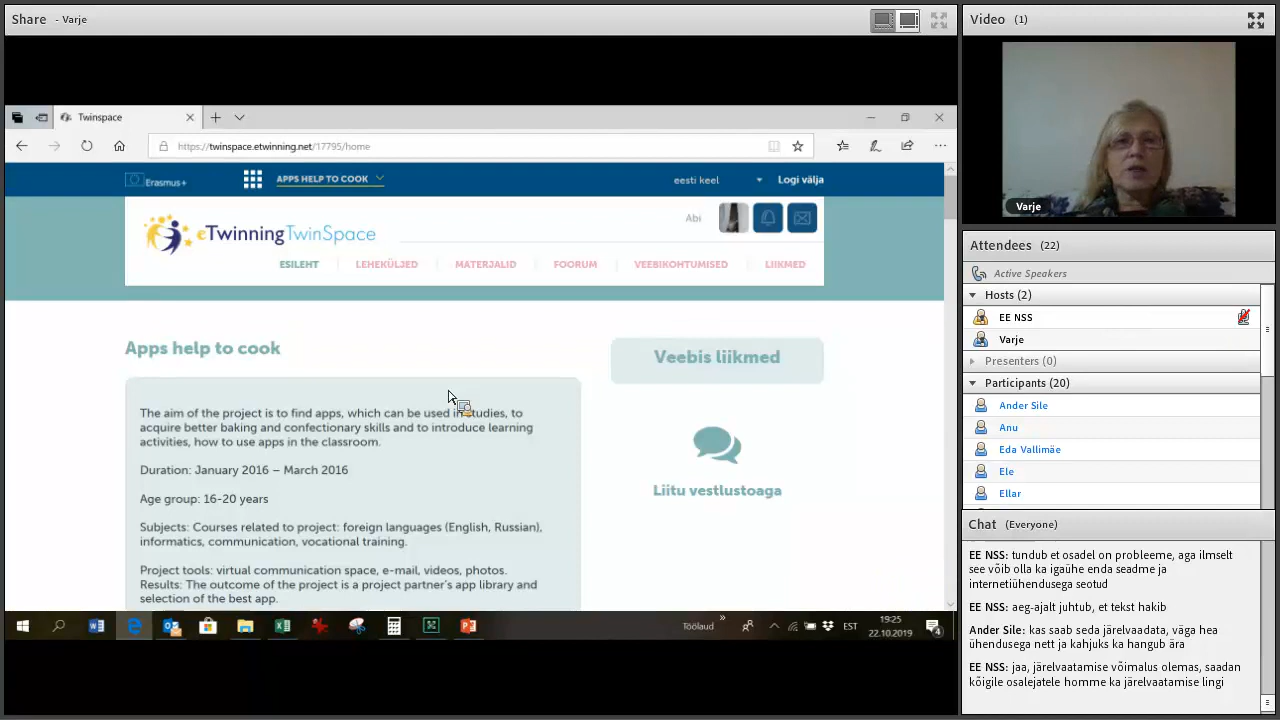 Share - Varje
Twinspace
https://twinspace.etwinning.net/17795/home
Erasmus+
APPS HELP TO COOK
eesti keel
Logi välja
eTwinningTwinSpace
Abi
ESILEHT
LEHEKÜLJED
MATERJALID
FOORUM
VEEBIKOHTUMISED
LIIKMED
Apps help to cook
The aim of the project is to find apps, which can be used in studies, to
acquire better baking and confectionary skills and to introduce learning
activities, how to use apps in the classroom.
Duration: January 2016 – March 2016
Age group: 16-20 years
Subjects: Courses related to project: foreign languages (English, Russian),
informatics, communication, vocational training.
Project tools: virtual communication space, e-mail, videos, photos.
Results: The outcome of the project is a project partner's app library and
selection of the best app.
Veebis liikmed
Liitu vestlustoaga
Töölaud
EST
19:25
22.10.2019
4
Video (1)
Varje
Attendees (22)
Active Speakers
Hosts (2)
EE NSS
Varje
Presenters (0)
Participants (20)
Ander Sile
Anu
Eda Vallimäe
Ele
Ellar
Chat (Everyone)
EE NSS: tundub et osadel on probleeme, aga ilmselt
see võib olla ka igaühe enda seadme ja
internetiühendusega seotud
EE NSS: aeg-ajalt juhtub, et tekst hakib
Ander Sile: kas saab seda järelvaadata, väga hea
ühendusega nett ja kahjuks ka hangub ära
EE NSS: jaa, järelvaatamise võimalus olemas, saadan
kõigile osalejatele homme ka järelvaatamise lingi